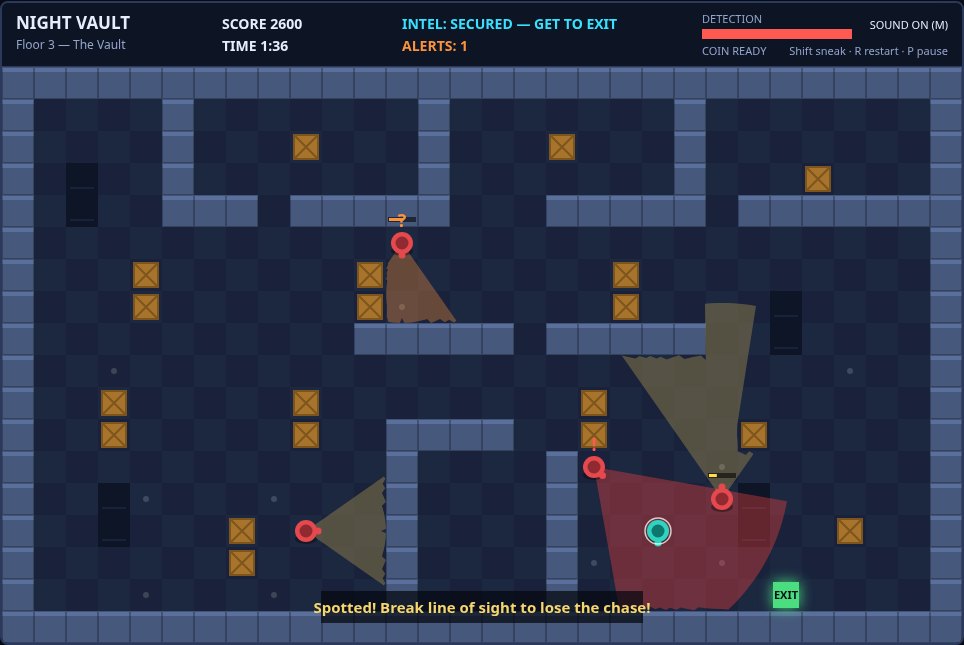 NIGHT VAULT
Floor 3 — The Vault
SCORE 2600
TIME 1:36
INTEL: SECURED — GET TO EXIT
ALERTS: 1
DETECTION
SOUND ON (M)
COIN READY
Shift sneak · R restart · P pause
?
!
EXIT
Spotted! Break line of sight to lose the chase!